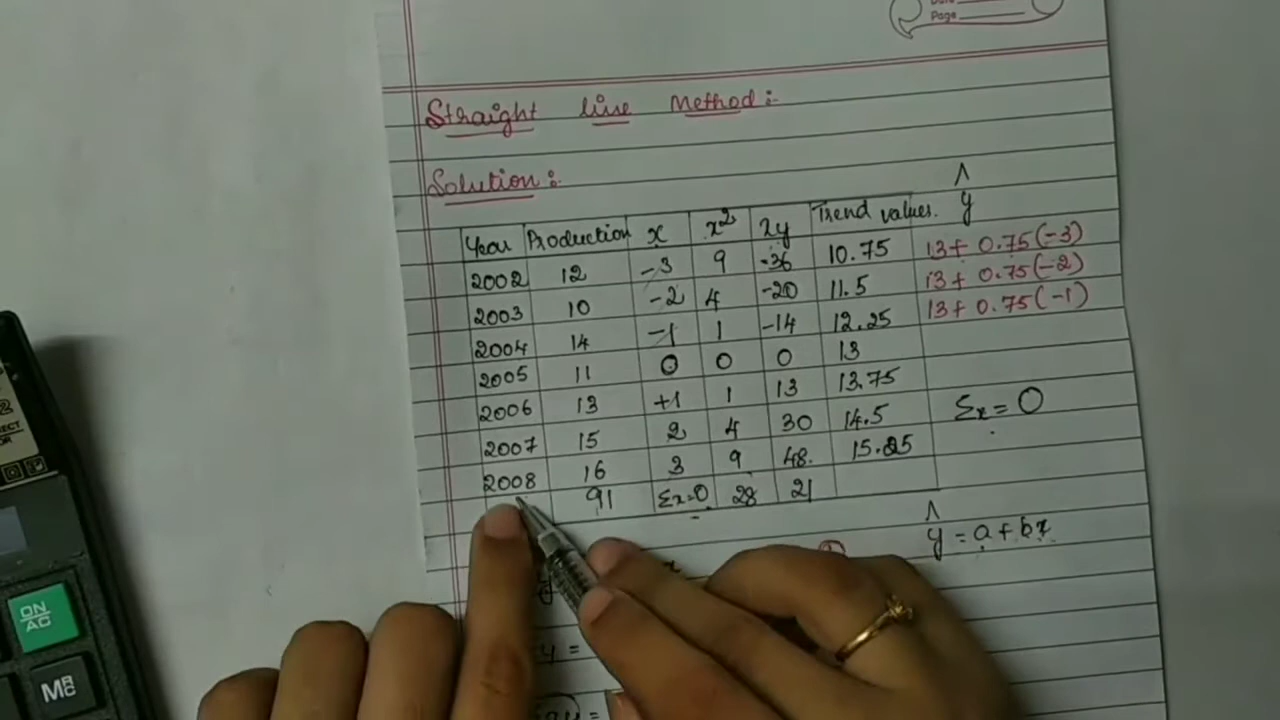 Page
Straight line Method:
Solution:
Year Production x x² xy Trend values. ŷ
2002 12 -3 9 -36 10.75 13+ 0.75(-3)
2003 10 -2 4 -20 11.5 13+ 0.75(-2)
2004 14 -1 1 -14 12.25 13+ 0.75(-1)
2005 11 0 0 0 13
2006 13 +1 1 13 13.75
2007 15 2 4 30 14.5 Σx = 0
2008 16 3 9 48. 15.25
91 Σx=0 28 21
ŷ = a + bx
ON/AC